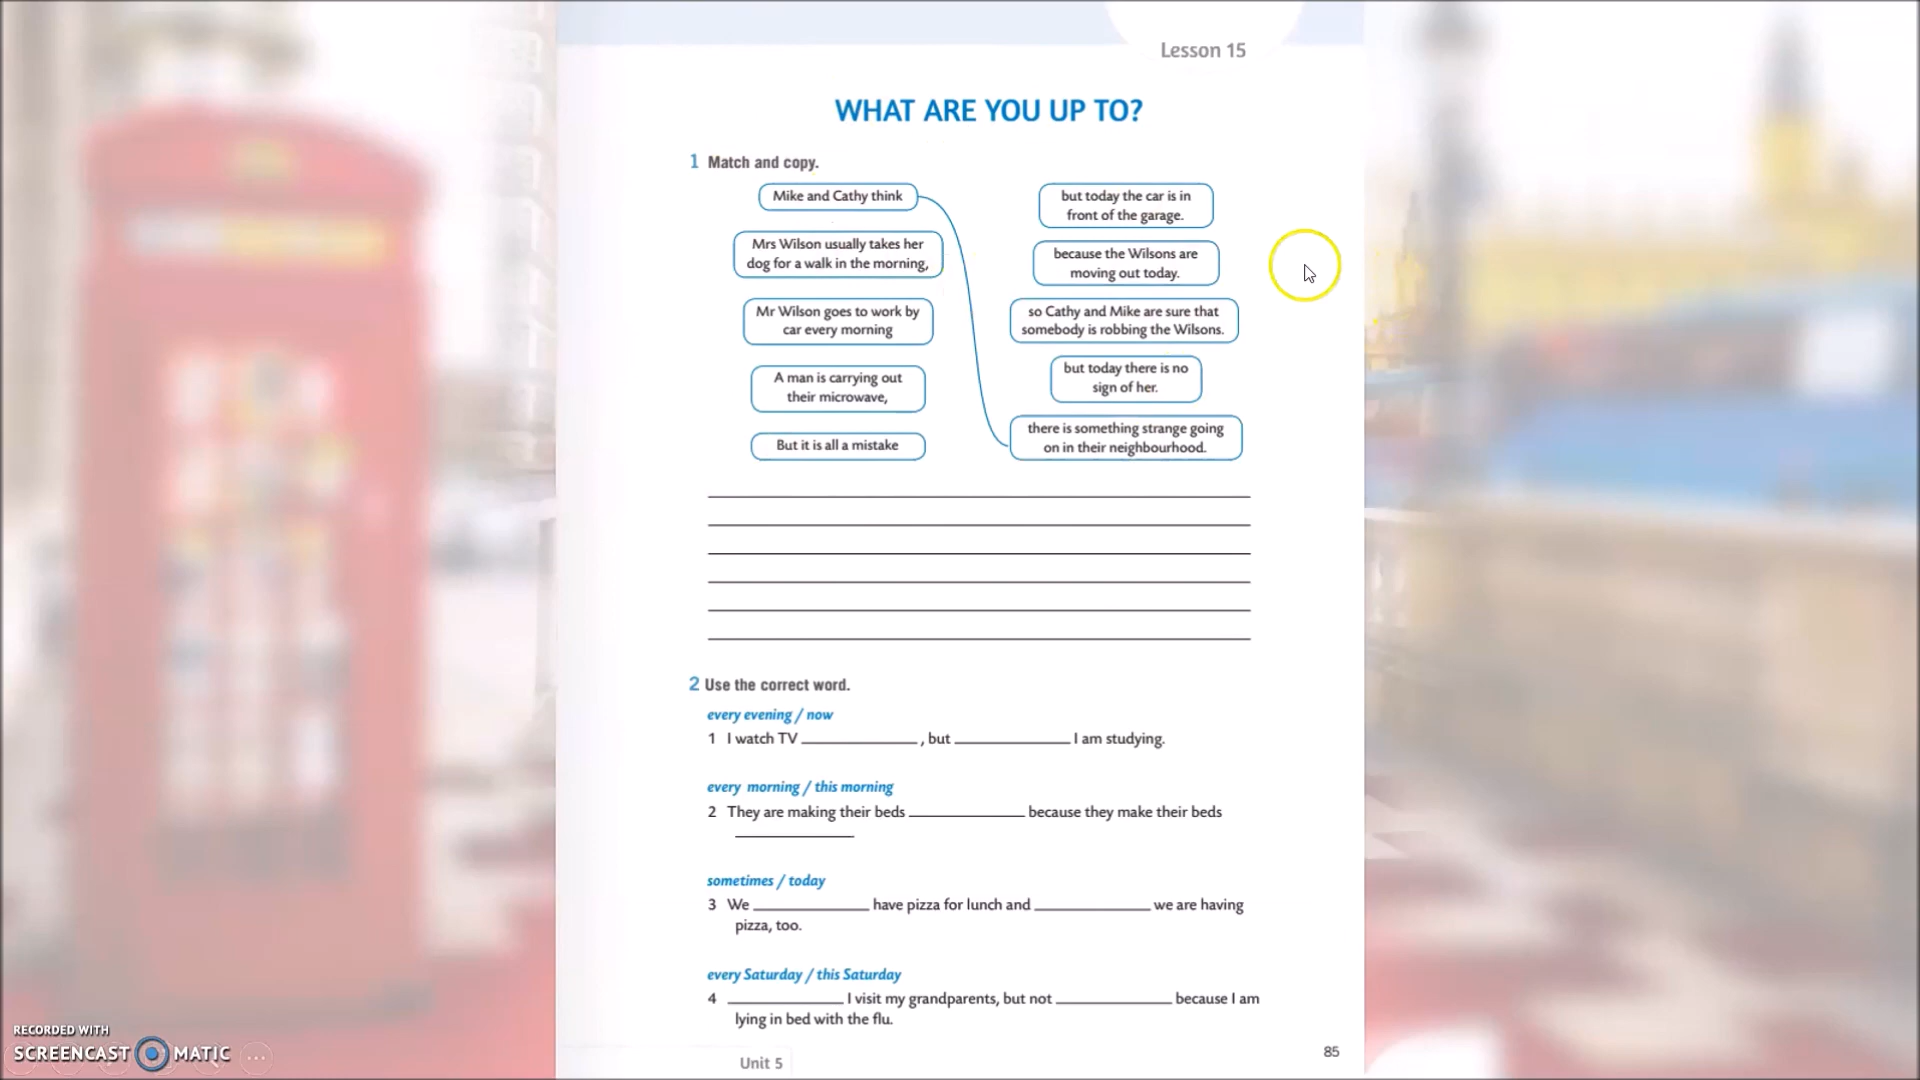 Lesson 15
WHAT ARE YOU UP TO?
1 Match and copy.
Mike and Cathy think
Mrs Wilson usually takes her
dog for a walk in the morning,
Mr Wilson goes to work by
car every morning
A man is carrying out
their microwave,
But it is all a mistake
but today the car is in
front of the garage.
because the Wilsons are
moving out today.
so Cathy and Mike are sure that
somebody is robbing the Wilsons.
but today there is no
sign of her.
there is something strange going
on in their neighbourhood.
2 Use the correct word.
every evening / now
1 I watch TV ____________ , but ____________ I am studying.
every morning / this morning
2 They are making their beds ____________ because they make their beds
____________
sometimes / today
3 We ____________ have pizza for lunch and ____________ we are having
pizza, too.
every Saturday / this Saturday
4 ____________ I visit my grandparents, but not ____________ because I am
lying in bed with the flu.
Unit 5
85
RECORDED WITH
SCREENCAST MATIC